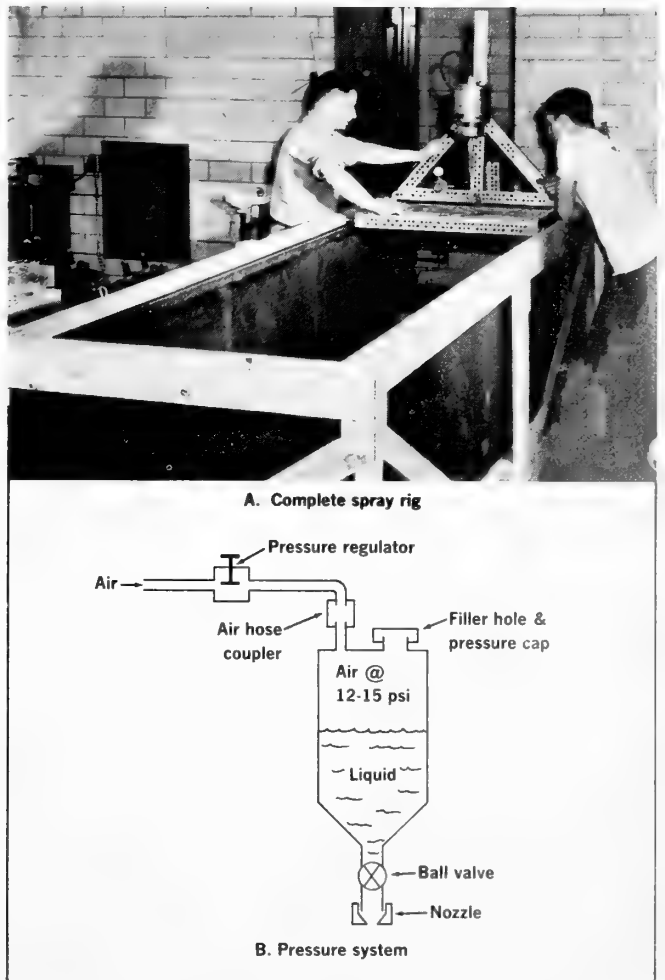 A. Complete spray rig
Pressure regulator
Air
Air hose
coupler
Filler hole &
pressure cap
Air @
12-15 psi
Liquid
Ball valve
Nozzle
B. Pressure system